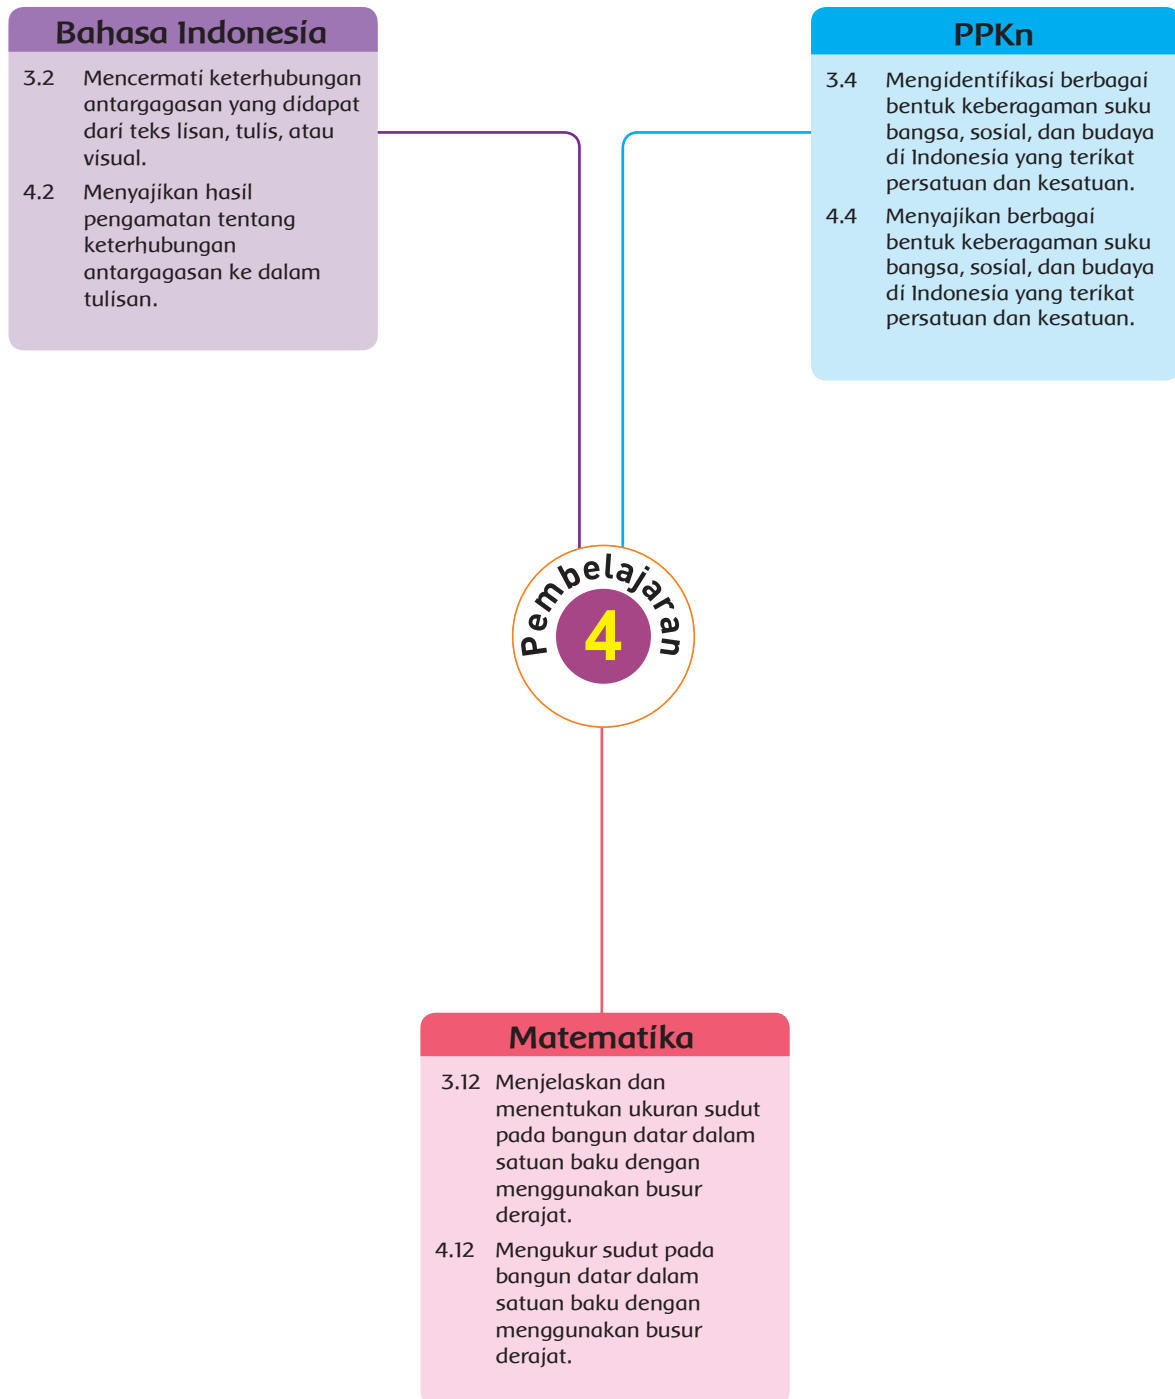 Bahasa Indonesia
3.2 Mencermati keterhubungan
antargagasan yang didapat
dari teks lisan, tulis, atau
visual.
4.2 Menyajikan hasil
pengamatan tentang
keterhubungan
antargagasan ke dalam
tulisan.
PPKn
3.4 Mengidentifikasi berbagai
bentuk keberagaman suku
bangsa, sosial, dan budaya
di Indonesia yang terikat
persatuan dan kesatuan.
4.4 Menyajikan berbagai
bentuk keberagaman suku
bangsa, sosial, dan budaya
di Indonesia yang terikat
persatuan dan kesatuan.
Pembelajaran
4
Matematika
3.12 Menjelaskan dan
menentukan ukuran sudut
pada bangun datar dalam
satuan baku dengan
menggunakan busur
derajat.
4.12 Mengukur sudut pada
bangun datar dalam
satuan baku dengan
menggunakan busur
derajat.